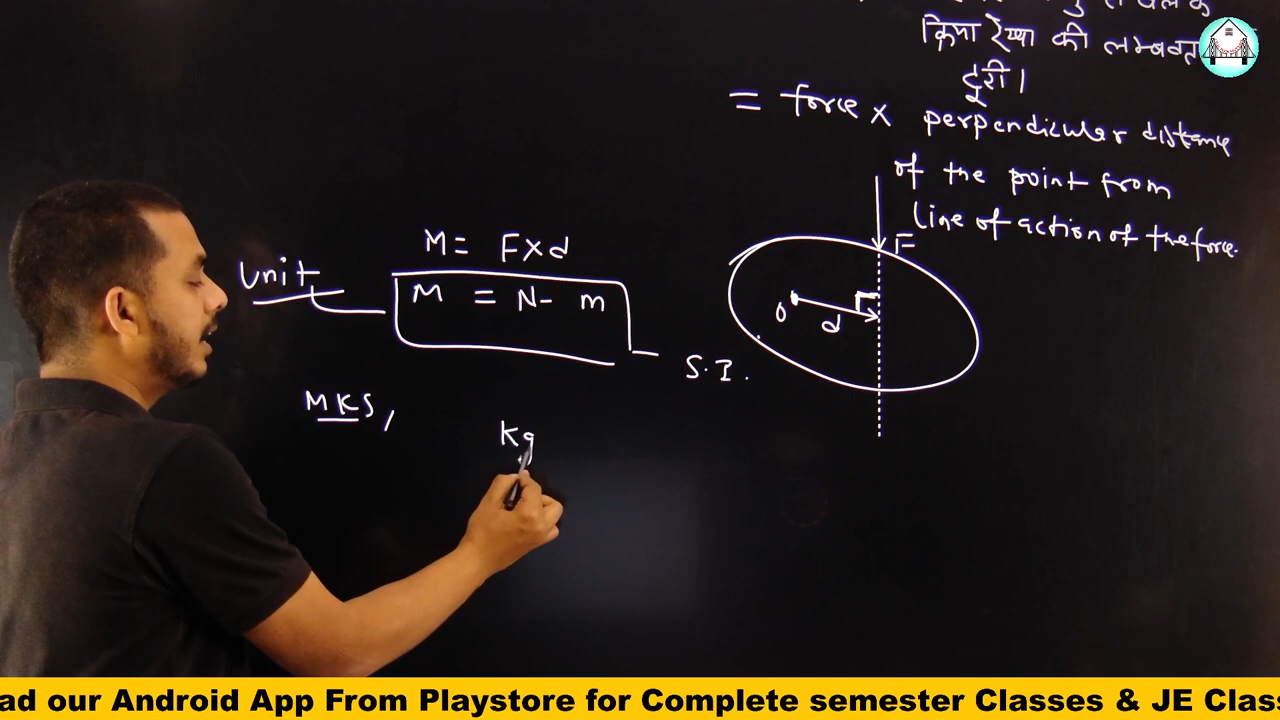 क्रिया रेखा की लम्बवत
दूरी।
= force x perpendicular distance
of the point from
line of action of the force.
M = F x d
unit
M = N - m
S.I.
F
O
d
MKS,
kg
ad our Android App From Playstore for Complete semester Classes & JE Class